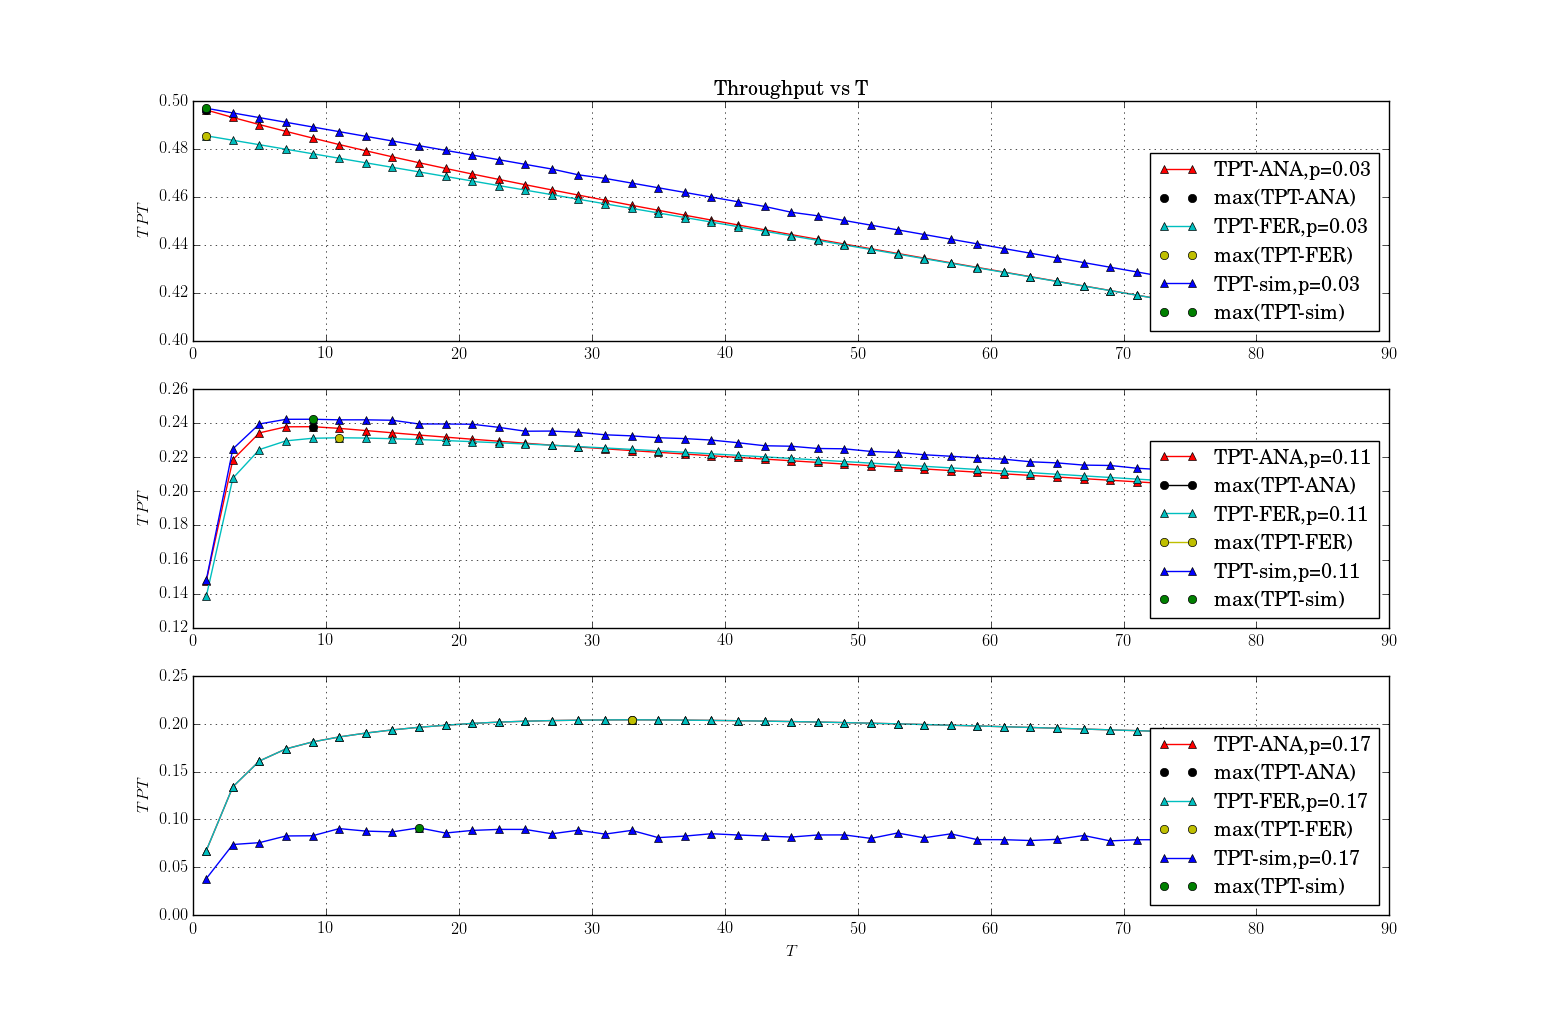 Throughput vs T
0.50
0.48
0.46
0.44
0.42
0.40
TPT
0 10 20 30 40 50 60 70 80 90
TPT-ANA,p=0.03
max(TPT-ANA)
TPT-FER,p=0.03
max(TPT-FER)
TPT-sim,p=0.03
max(TPT-sim)
0.26
0.24
0.22
0.20
0.18
0.16
0.14
0.12
TPT
0 10 20 30 40 50 60 70 80 90
TPT-ANA,p=0.11
max(TPT-ANA)
TPT-FER,p=0.11
max(TPT-FER)
TPT-sim,p=0.11
max(TPT-sim)
0.25
0.20
0.15
0.10
0.05
0.00
TPT
0 10 20 30 40 50 60 70 80 90
TPT-ANA,p=0.17
max(TPT-ANA)
TPT-FER,p=0.17
max(TPT-FER)
TPT-sim,p=0.17
max(TPT-sim)
T